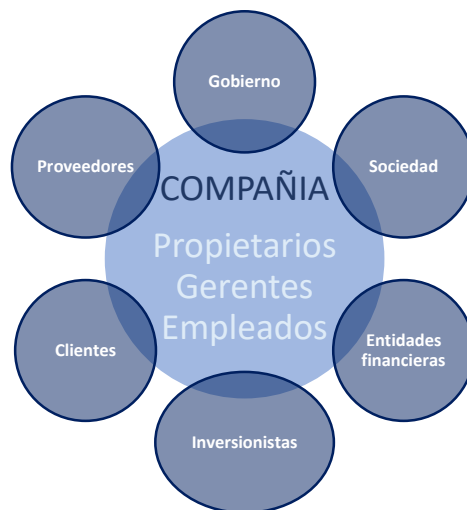 Gobierno
Proveedores
Sociedad
COMPAÑIA
Propietarios
Gerentes
Empleados
Clientes
Entidades
financieras
Inversionistas